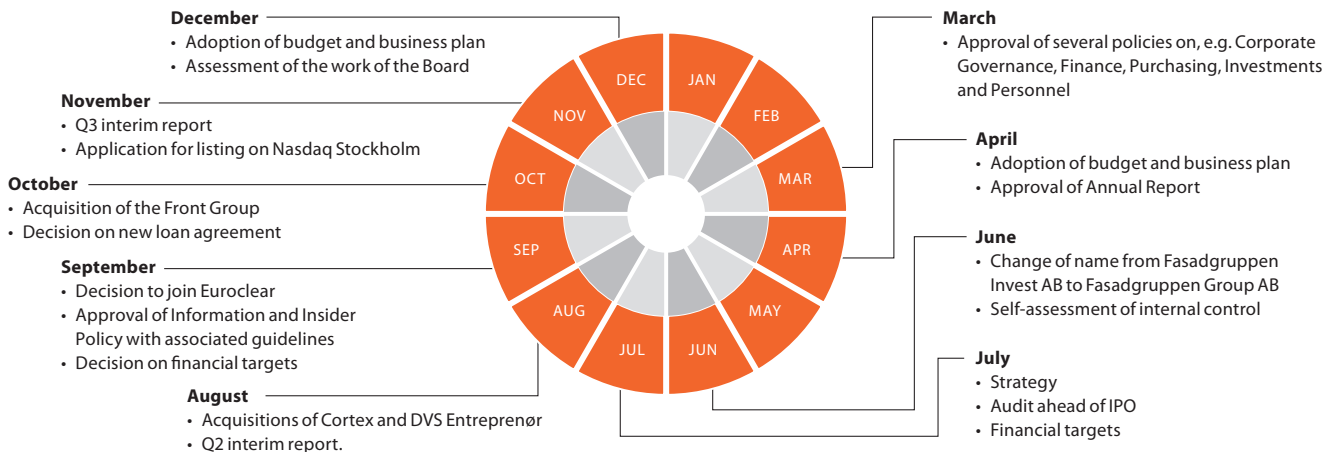 December
• Adoption of budget and business plan
• Assessment of the work of the Board
November
• Q3 interim report
• Application for listing on Nasdaq Stockholm
October
• Acquisition of the Front Group
• Decision on new loan agreement
September
• Decision to join Euroclear
• Approval of Information and Insider
Policy with associated guidelines
• Decision on financial targets
August
• Acquisitions of Cortex and DVS Entreprenør
• Q2 interim report.
JAN
FEB
MAR
APR
MAY
JUN
JUL
AUG
SEP
OCT
NOV
DEC
March
• Approval of several policies on, e.g. Corporate
Governance, Finance, Purchasing, Investments
and Personnel
April
• Adoption of budget and business plan
• Approval of Annual Report
June
• Change of name from Fasadgruppen
Invest AB to Fasadgruppen Group AB
• Self-assessment of internal control
July
• Strategy
• Audit ahead of IPO
• Financial targets